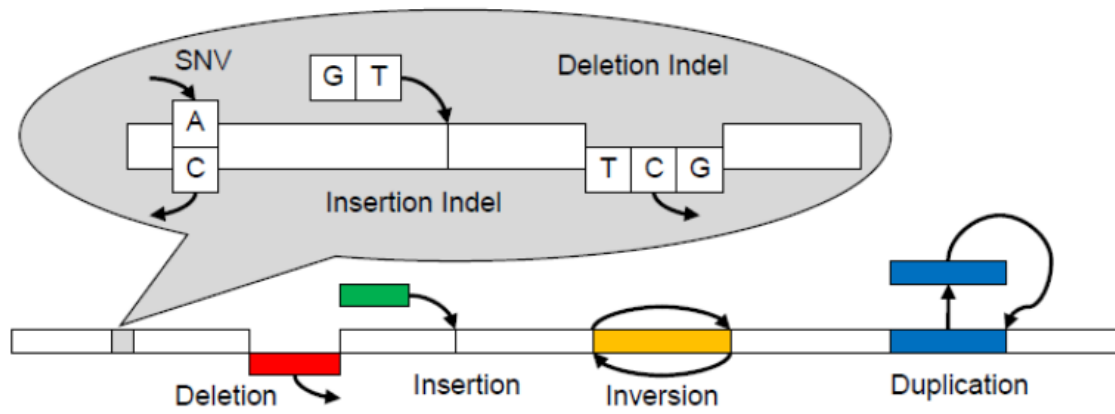 SNV
G T
Deletion Indel
A
C
T C G
Insertion Indel
Deletion
Insertion
Inversion
Duplication